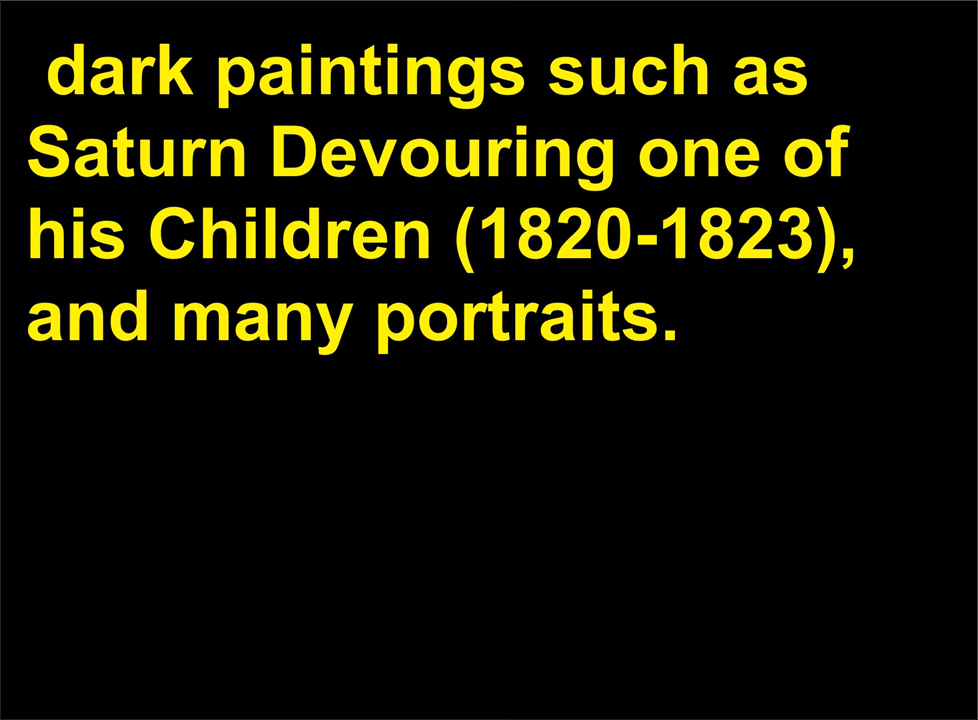 dark paintings such as
Saturn Devouring one of
his Children (1820-1823),
and many portraits.